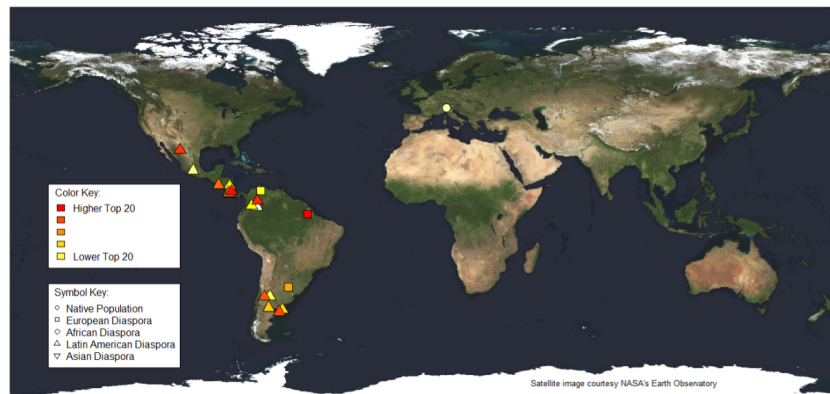 Color Key:
Higher Top 20
Lower Top 20
Symbol Key:
Native Population
European Diaspora
African Diaspora
Latin American Diaspora
Asian Diaspora
Satellite image courtesy NASA's Earth Observatory